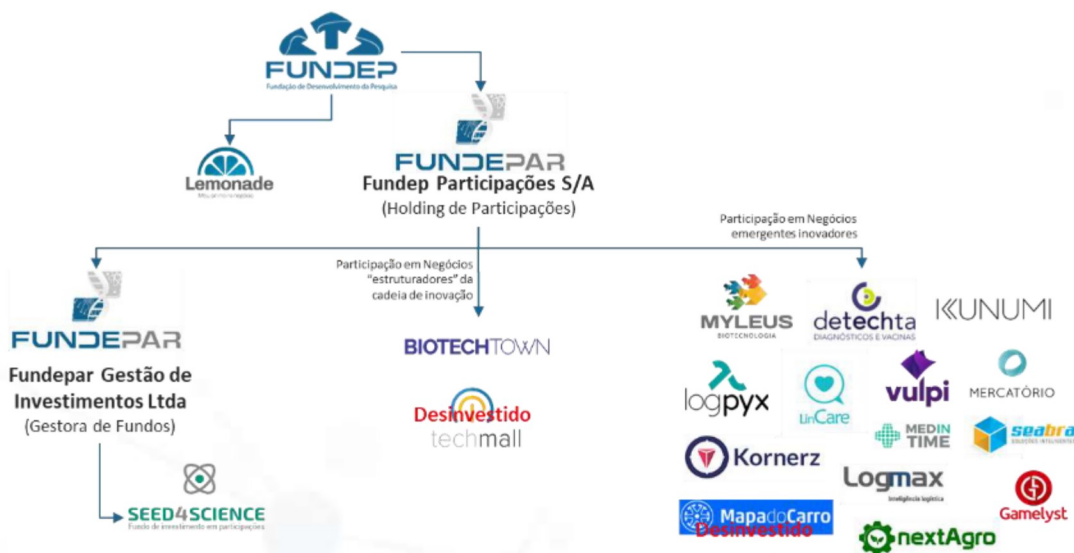 FUNDEP
Fundação de Desenvolvimento da Pesquisa
Lemonade
FUNDEPAR
Fundep Participações S/A
(Holding de Participações)
Participação em Negócios
emergentes inovadores
Participação em Negócios
"estruturadores" da
cadeia de inovação
FUNDEPAR
Fundepar Gestão de
Investimentos Ltda
(Gestora de Fundos)
SEED4SCIENCE
Fundo de investimento em participações
BIOTECHTOWN
Desinvestido
techmall
MYLEUS
BIOTECNOLOGIA
detechta
DIAGNÓSTICOS E VACINAS
KUNUMI
logpyx
LinCare
vulpi
MERCATÓRIO
MEDIN
TIME
seabra
SOLUÇÕES INTELIGENTES
Kornerz
Logmax
Inteligência logística
Gamelyst
MapadoCarro
Desinvestido
nextAgro